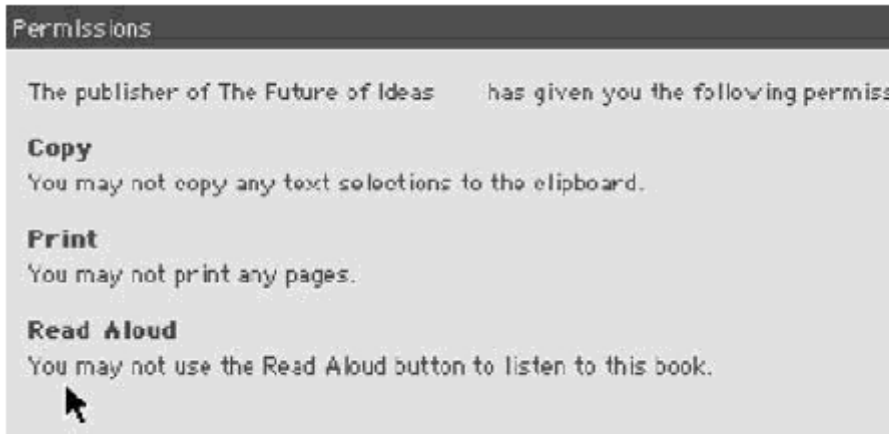 Permissions
The publisher of The Future of Ideas has given you the following permiss
Copy
You may not copy any text selections to the clipboard.
Print
You may not print any pages.
Read Aloud
You may not use the Read Aloud button to listen to this book.